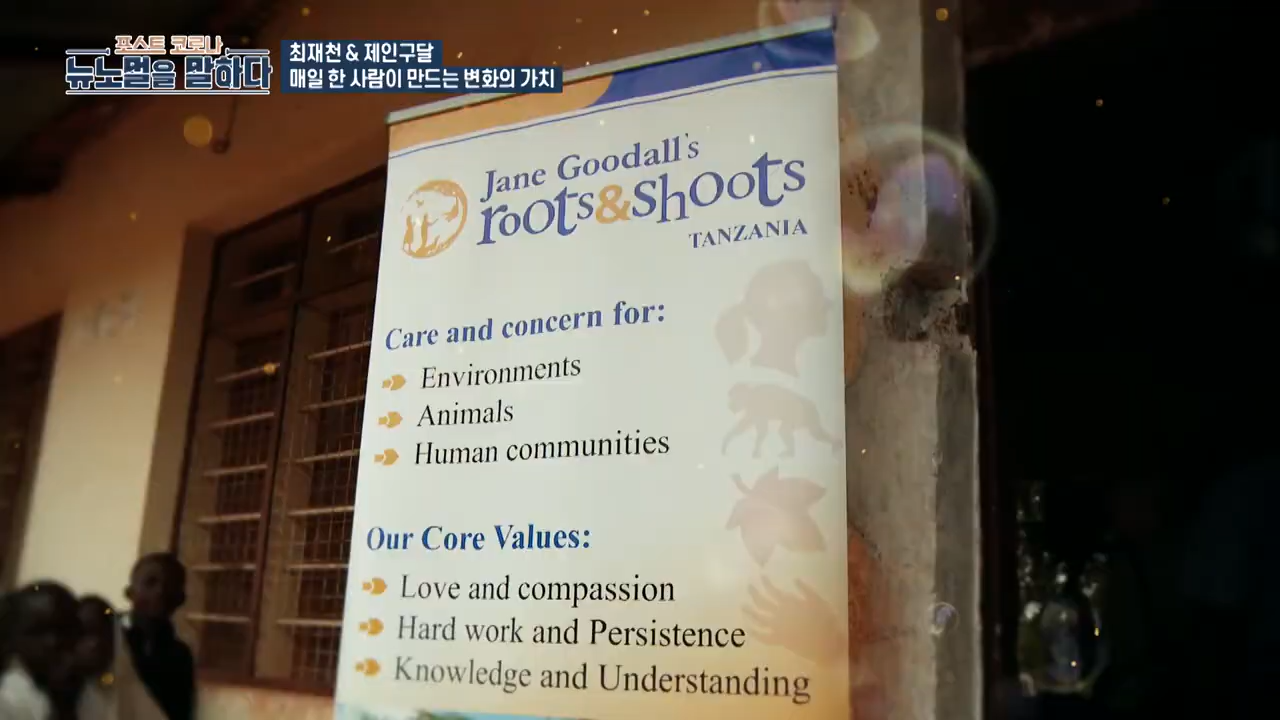 포스트 코로나
뉴노멀을 말하다
최재천 & 제인구달
매일 한 사람이 만드는 변화의 가치
Jane Goodall's
roots&shoots
TANZANIA
Care and concern for:
Environments
Animals
Human communities
Our Core Values:
Love and compassion
Hard work and Persistence
Knowledge and Understanding